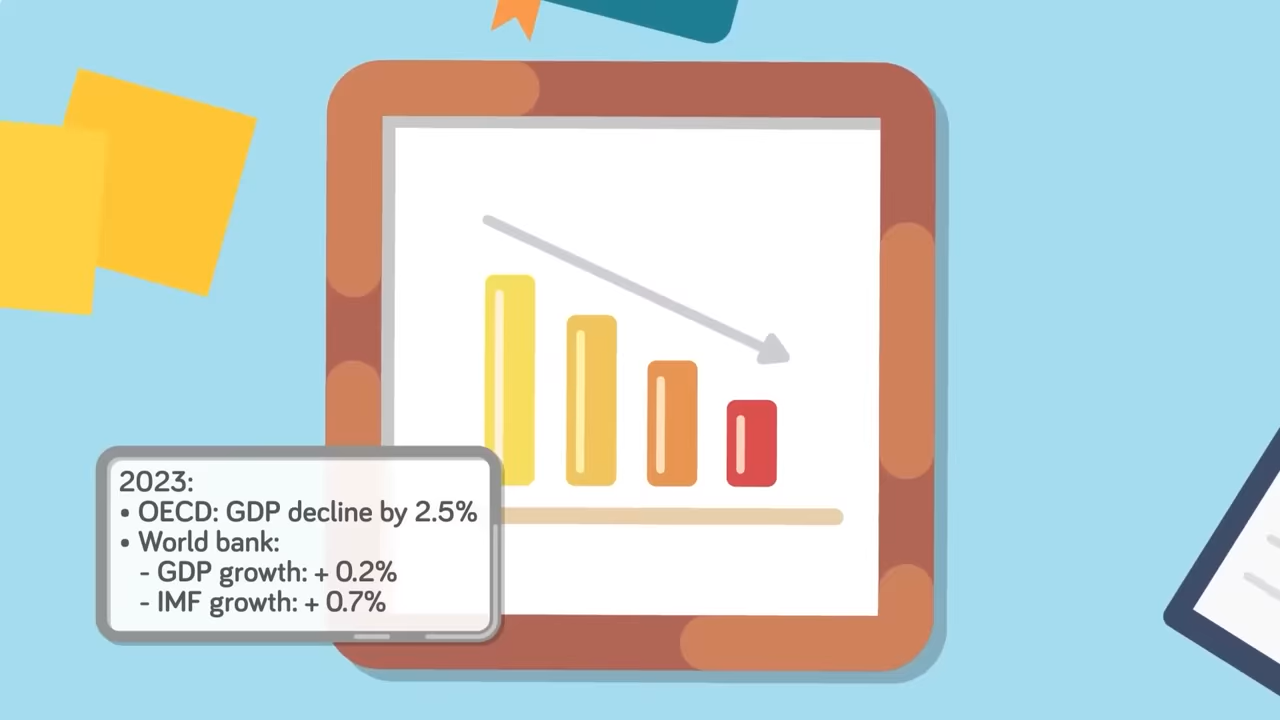 2023:
• OECD: GDP decline by 2.5%
• World bank:
- GDP growth: + 0.2%
- IMF growth: + 0.7%